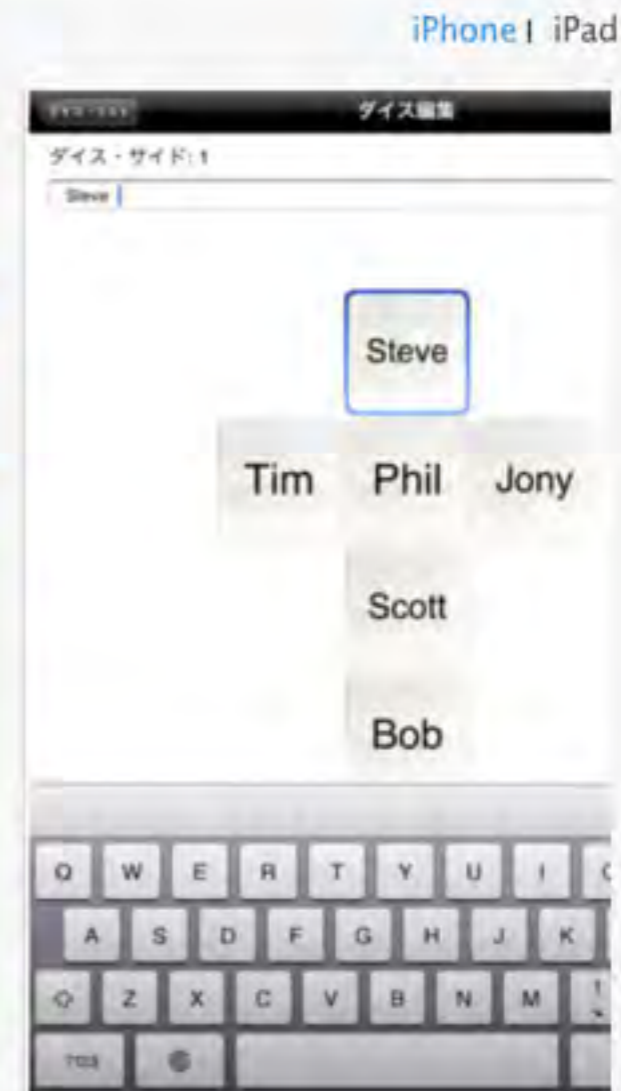 iPhone | iPad
ダイス編集
ダイス・サイド: 1
Steve
Steve
Tim Phil Jony
Scott
Bob
Q W E R T Y U I
A S D F G H J K
Z X C V B N M